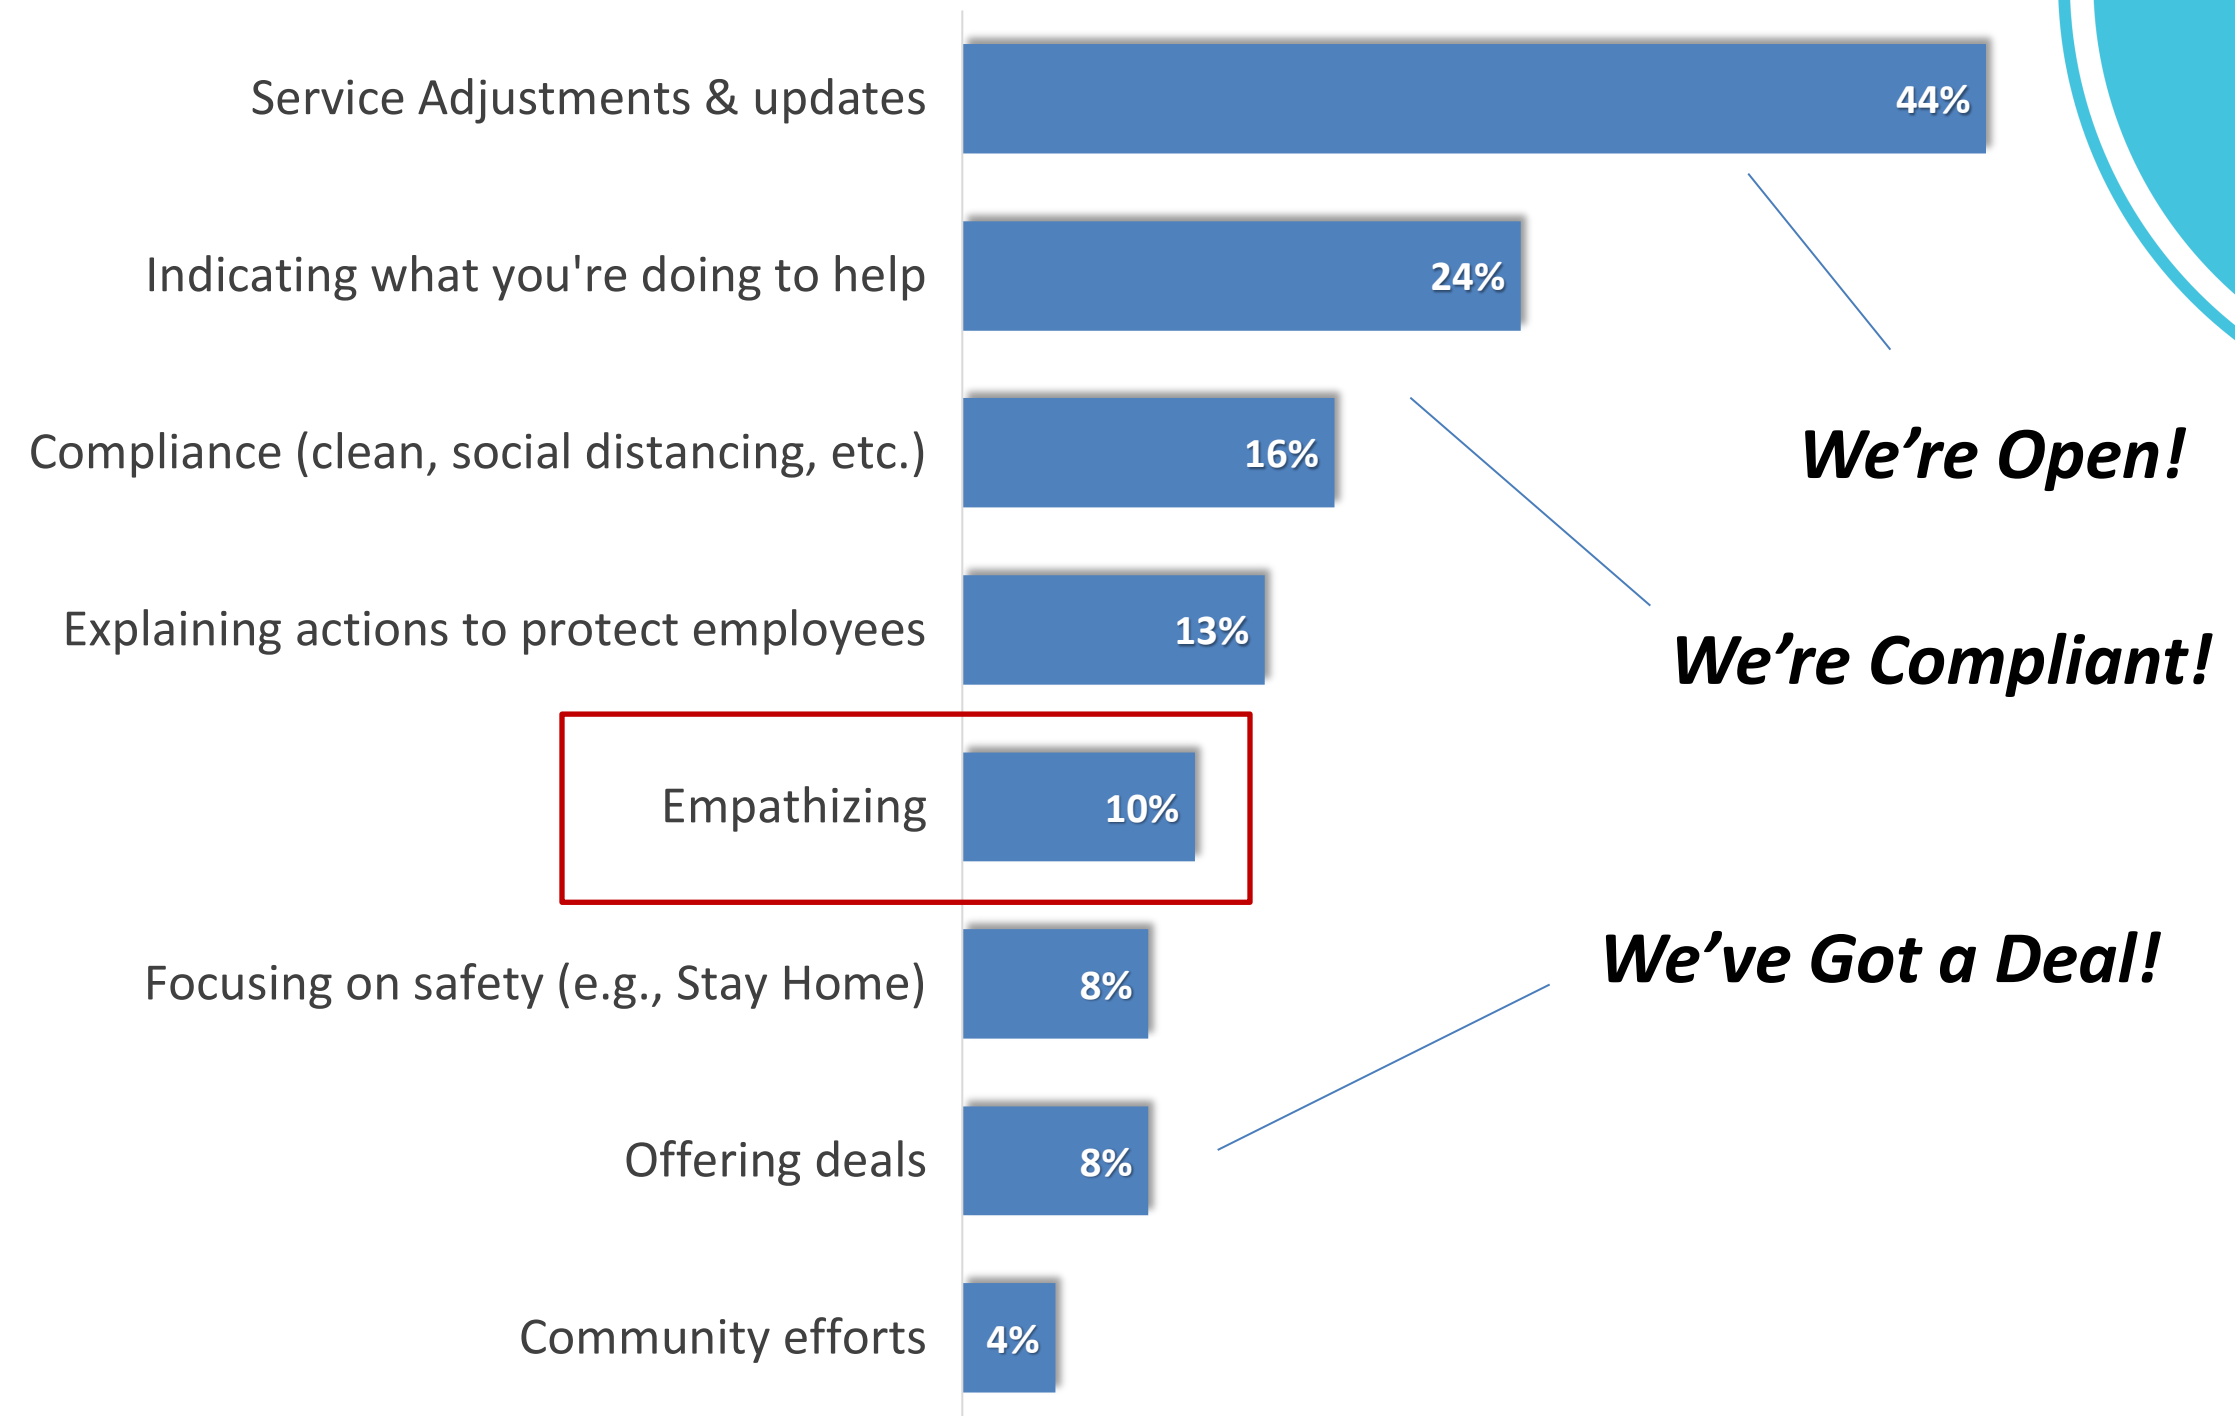 Service Adjustments & updates
44%
Indicating what you're doing to help
24%
Compliance (clean, social distancing, etc.)
16%
We’re Open!
Explaining actions to protect employees
13%
We’re Compliant!
Empathizing
10%
Focusing on safety (e.g., Stay Home)
8%
We’ve Got a Deal!
Offering deals
8%
Community efforts
4%